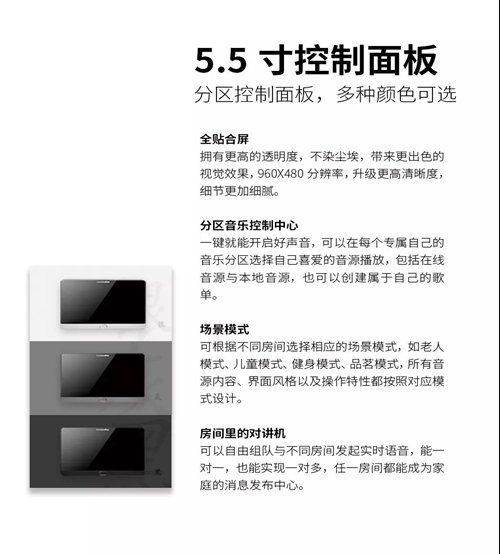 5.5 寸控制面板
分区控制面板，多种颜色可选
全贴合屏
拥有更高的透明度，不染尘埃，带来更出色的
视觉效果，960X480 分辨率，升级更高清晰度，
细节更加细腻。
分区音乐控制中心
一键就能开启好声音，可以在每个专属自己的
音乐分区选择自己喜爱的音源播放，包括在线
音源与本地音源，也可以创建属于自己的歌
单。
场景模式
可根据不同房间选择相应的场景模式，如老人
模式、儿童模式、健身模式、品茗模式，所有音
源内容、界面风格以及操作特性都按照对应模
式设计。
房间里的对讲机
可以自由组队与不同房间发起实时语音，能一
对一，也能实现一对多，任一房间都能成为家
庭的消息发布中心。